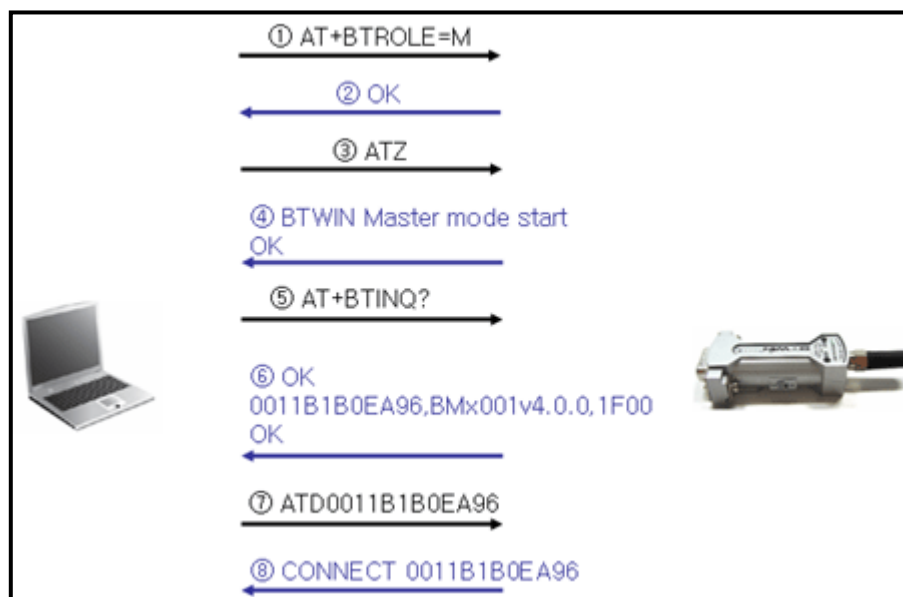 ① AT+BTROLE=M
② OK
③ ATZ
④ BTWIN Master mode start
OK
⑤ AT+BTINQ?
⑥ OK
0011B1B0EA96,BMx001v4.0.0,1F00
OK
⑦ ATD0011B1B0EA96
⑧ CONNECT 0011B1B0EA96